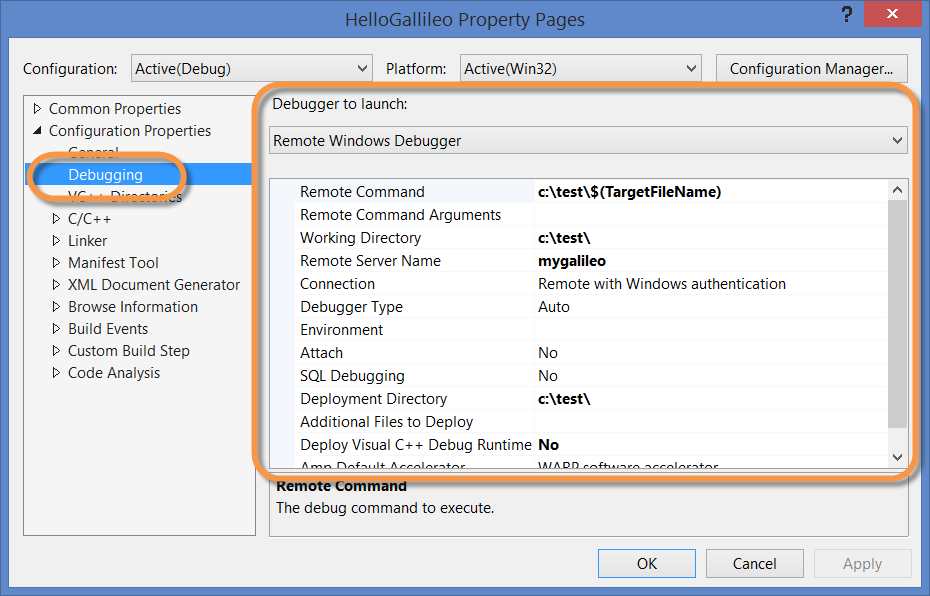 HelloGallileo Property Pages
?
Configuration: Active(Debug) Platform: Active(Win32) Configuration Manager...
Common Properties
Configuration Properties
General
Debugging
VC++ Directories
C/C++
Linker
Manifest Tool
XML Document Generator
Browse Information
Build Events
Custom Build Step
Code Analysis
Debugger to launch:
Remote Windows Debugger
Remote Command c:\test\$(TargetFileName)
Remote Command Arguments
Working Directory c:\test\
Remote Server Name mygalileo
Connection Remote with Windows authentication
Debugger Type Auto
Environment
Attach No
SQL Debugging No
Deployment Directory c:\test\
Additional Files to Deploy
Deploy Visual C++ Debug Runtime No
Amp Default Accelerator WARP software accelerator
Remote Command
The debug command to execute.
OK Cancel Apply